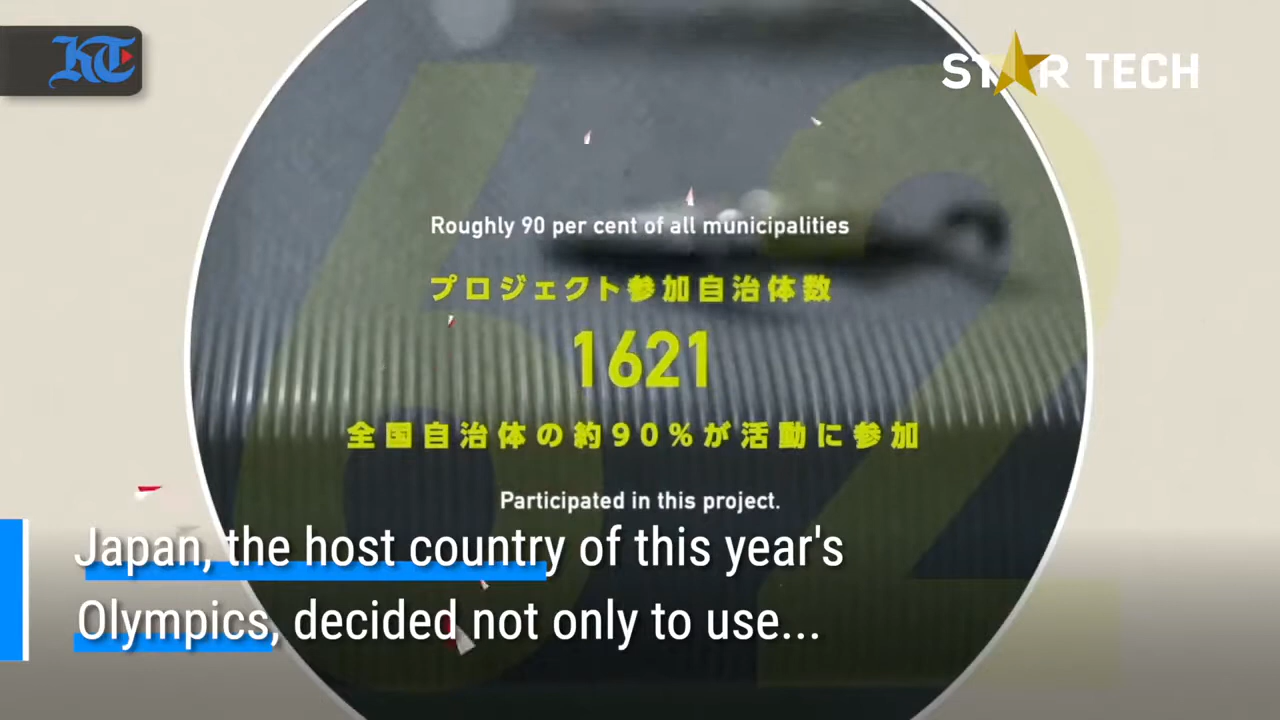 KT
STAR TECH
Roughly 90 per cent of all municipalities
プロジェクト参加自治体数
1621
全国自治体の約90%が活動に参加
Participated in this project.
Japan, the host country of this year's
Olympics, decided not only to use...
62